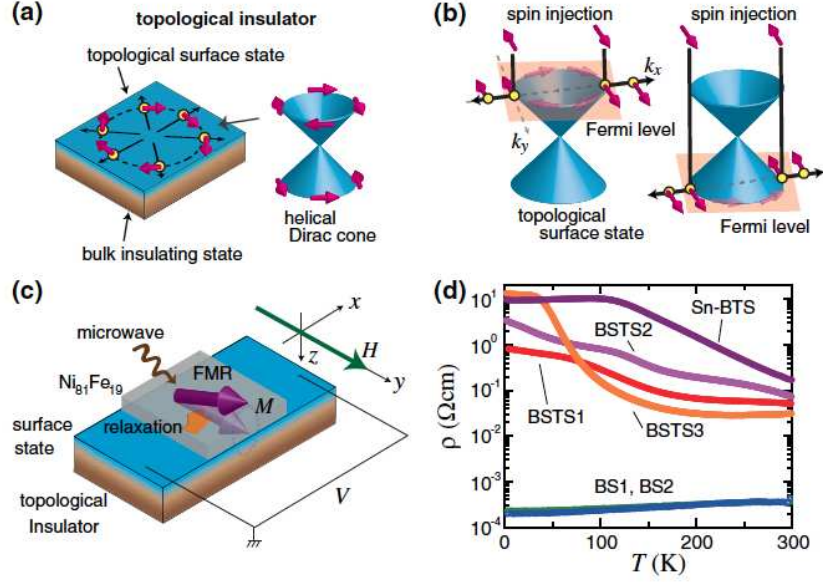 (a)
topological insulator
topological surface state
bulk insulating state
helical
Dirac cone
(b)
spin injection
spin injection
k_x
k_y
Fermi level
topological
surface state
Fermi level
(c)
microwave
Ni81Fe19
FMR
M
relaxation
surface
state
topological
Insulator
x
z
H
y
V
(d)
ρ (Ωcm)
10^1
10^0
10^-1
10^-2
10^-3
10^-4
Sn-BTS
BSTS2
BSTS1
BSTS3
BS1, BS2
0
100
200
300
T (K)